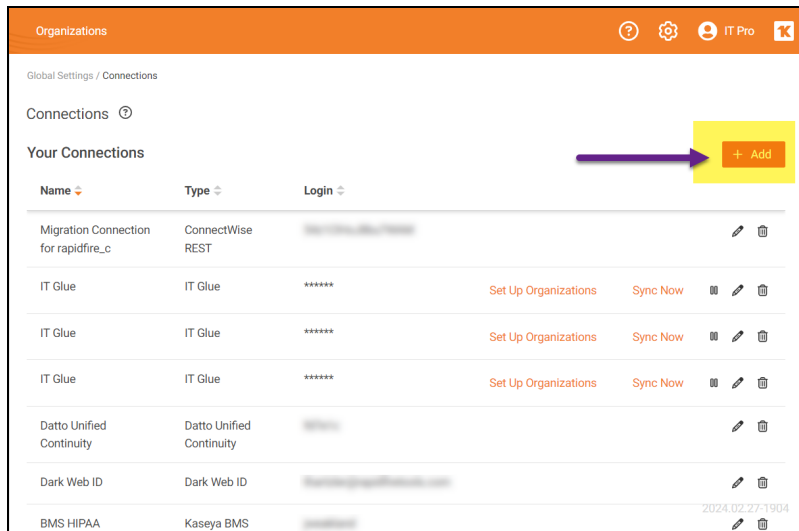 Organizations
IT Pro
Global Settings / Connections
Connections
Your Connections
+ Add
Name Type Login
Migration Connection ConnectWise
for rapidfire_c REST
IT Glue IT Glue ****** Set Up Organizations Sync Now
IT Glue IT Glue ****** Set Up Organizations Sync Now
IT Glue IT Glue ****** Set Up Organizations Sync Now
Datto Unified Datto Unified
Continuity Continuity
Dark Web ID Dark Web ID
2024.02.27-1904
BMS HIPAA Kaseya BMS